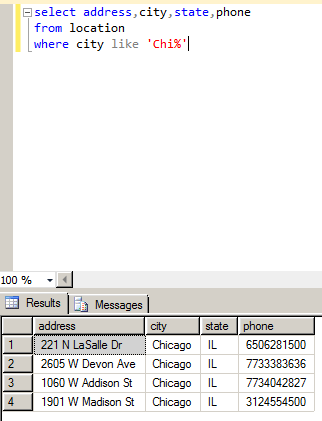 select address,city,state,phone
from location
where city like 'Chi%'
100 %
Results Messages
address city state phone
1 221 N LaSalle Dr Chicago IL 6506281500
2 2605 W Devon Ave Chicago IL 7733383636
3 1060 W Addison St Chicago IL 7734042827
4 1901 W Madison St Chicago IL 3124554500